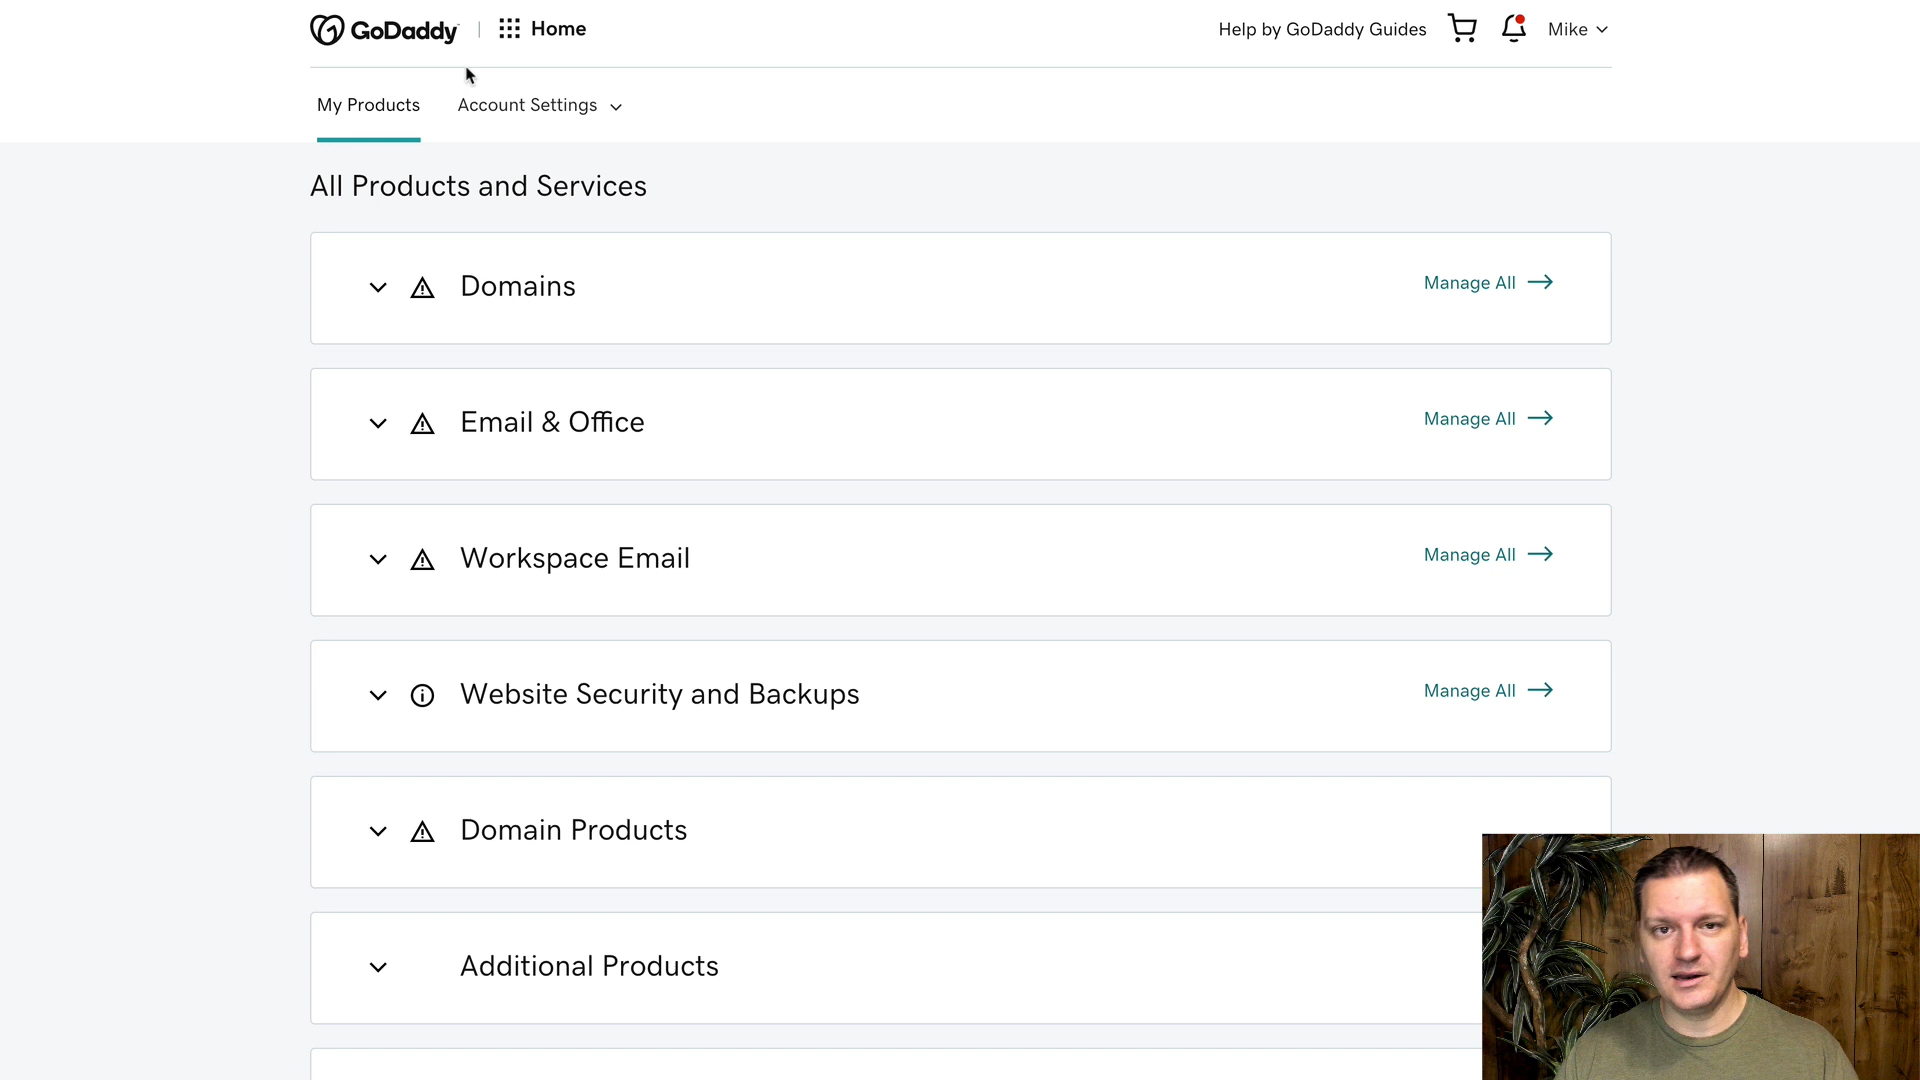 GoDaddy
Home
Help by GoDaddy Guides
Mike
My Products
Account Settings
All Products and Services
Domains
Manage All
Email & Office
Manage All
Workspace Email
Manage All
Website Security and Backups
Manage All
Domain Products
Additional Products